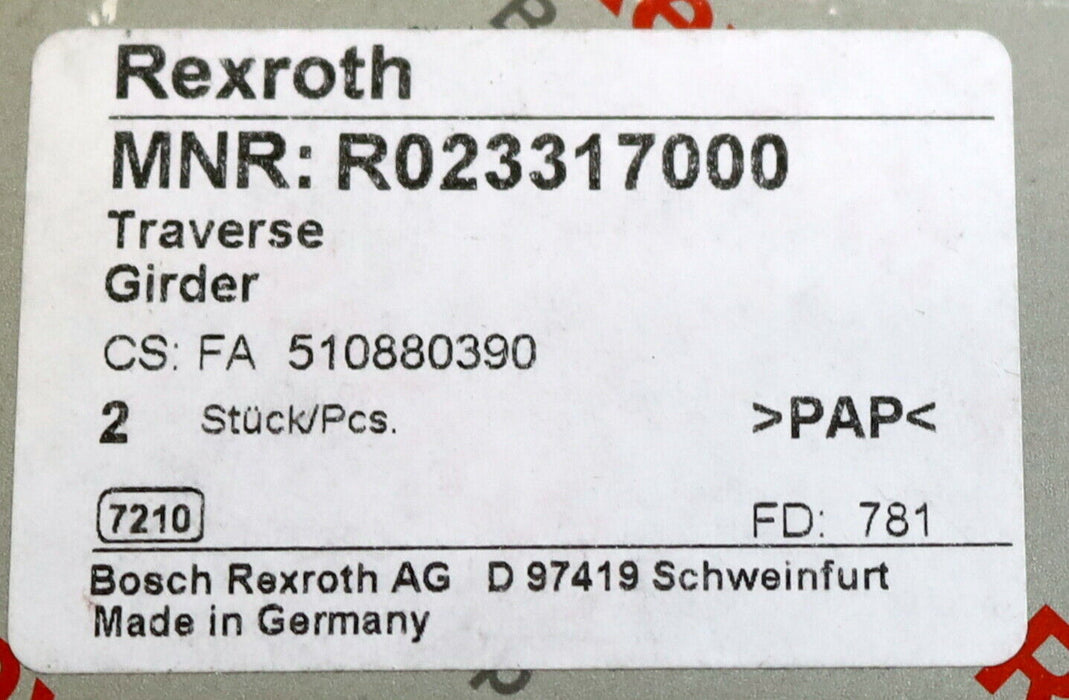 Rexroth
MNR: R023317000
Traverse
Girder
CS: FA 510880390
2 Stück/Pcs. >PAP<
7210 FD: 781
Bosch Rexroth AG D 97419 Schweinfurt
Made in Germany